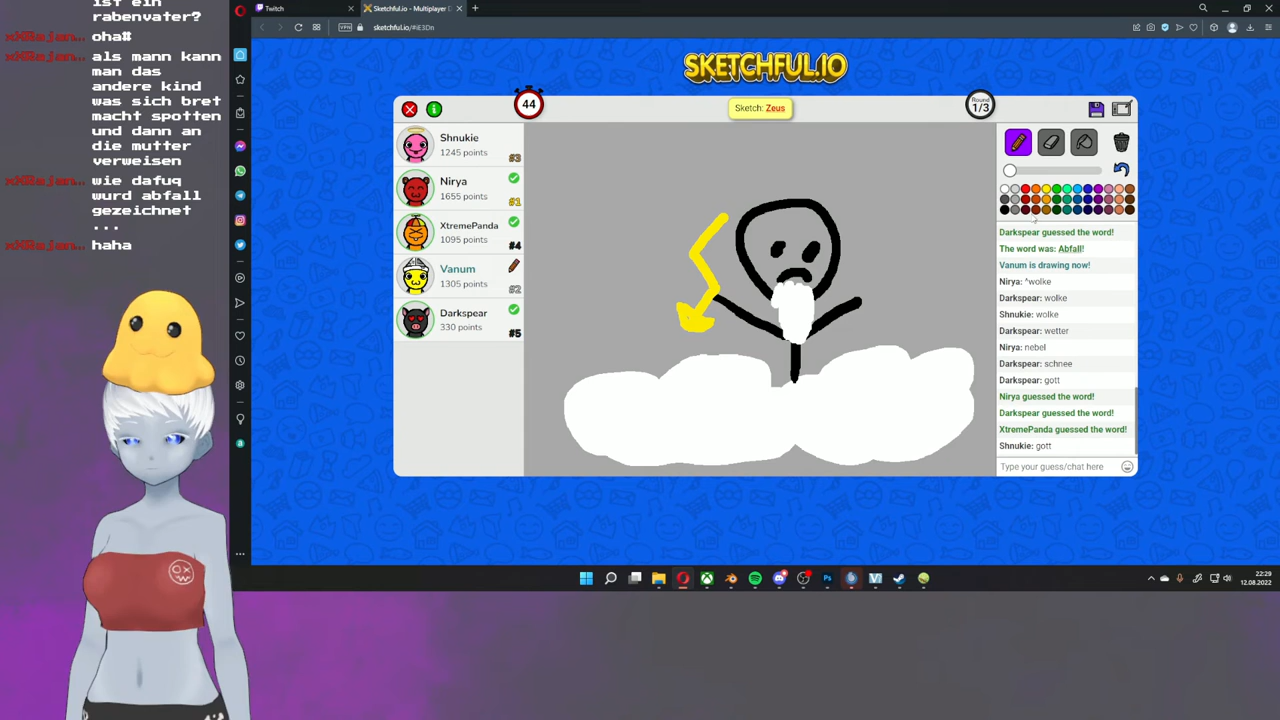 ist ein
rabenvater?
oha#
als mann kann
man das
andere kind
was sich bret
macht spotten
und dann an
die mutter
verweisen
wie dafuq
wurd abfall
gezeichnet
...
haha
Twitch
Sketchful.io - Multiplayer D
VPN
sketchful.io/#iE3Dn
SKETCHFUL.IO
44
Sketch: Zeus
Round
1/3
Shnukie
1245 points
#3
Nirya
1655 points
#1
XtremePanda
1095 points
#4
Vanum
1305 points
#2
Darkspear
330 points
#5
Darkspear guessed the word!
The word was: Abfall!
Vanum is drawing now!
Nirya: ^wolke
Darkspear: wolke
Shnukie: wolke
Darkspear: wetter
Nirya: nebel
Darkspear: schnee
Darkspear: gott
Nirya guessed the word!
Darkspear guessed the word!
XtremePanda guessed the word!
Shnukie: gott
Type your guess/chat here
22:29
12.08.2022